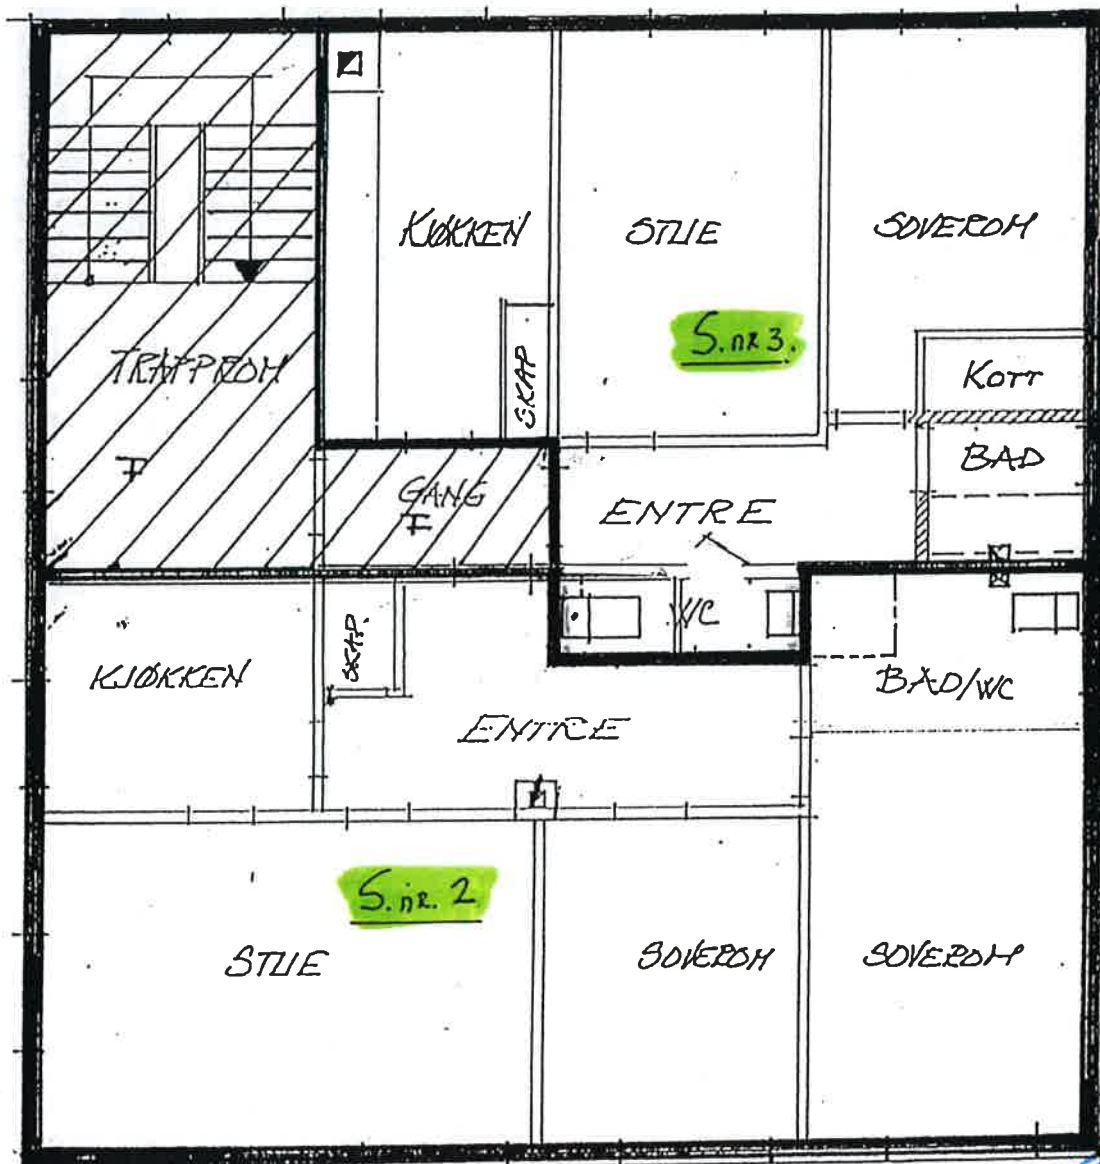 KJØKKEN
STUE
SOVEROM
S. nr 3.
TRAPPROM
SKAP
KOTT
BAD
F
GANG
F
ENTRE
WC
SKAP.
KJØKKEN
BAD/WC
ENTRE
S. nr. 2
STUE
SOVEROM
SOVEROM